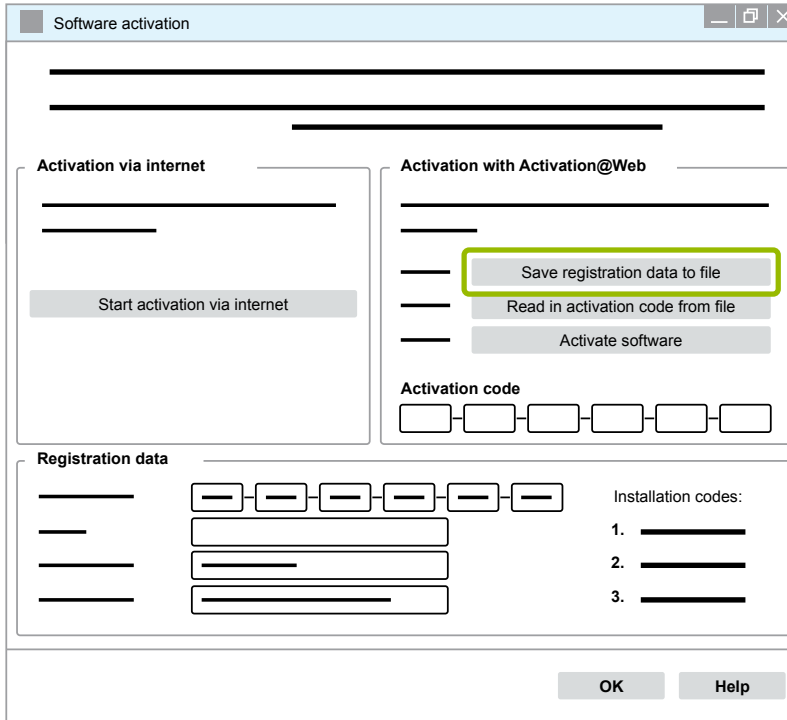 Software activation
Activation via internet
Start activation via internet
Activation with Activation@Web
Save registration data to file
Read in activation code from file
Activate software
Activation code
Registration data
Installation codes:
1.
2.
3.
OK
Help